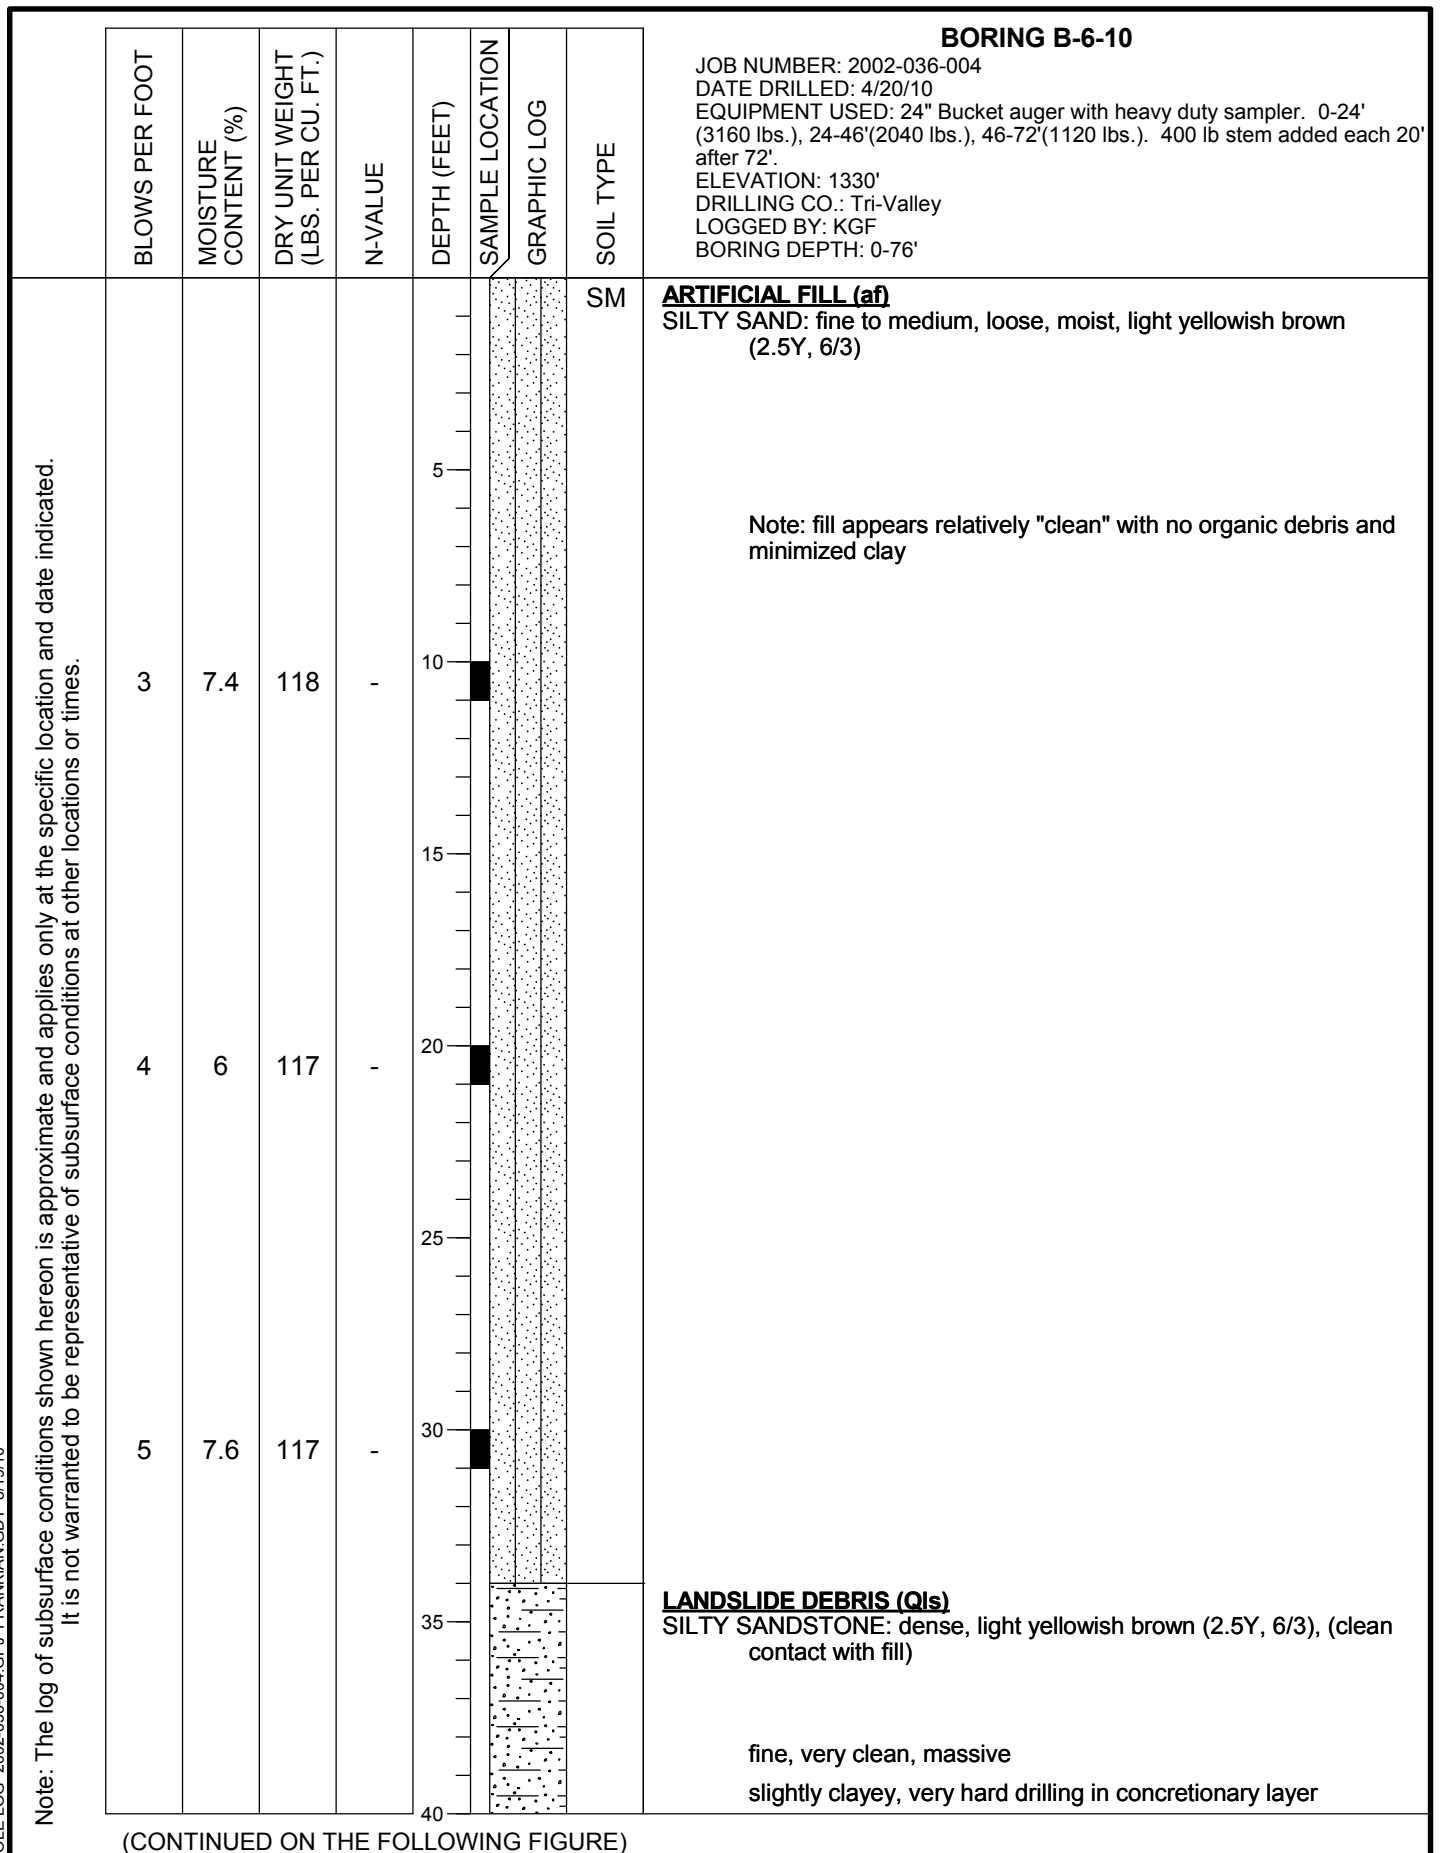 BORING B-6-10
JOB NUMBER: 2002-036-004
DATE DRILLED: 4/20/10
EQUIPMENT USED: 24" Bucket auger with heavy duty sampler. 0-24'
(3160 lbs.), 24-46'(2040 lbs.), 46-72'(1120 lbs.). 400 lb stem added each 20'
after 72'.
ELEVATION: 1330'
DRILLING CO.: Tri-Valley
LOGGED BY: KGF
BORING DEPTH: 0-76'
BLOWS PER FOOT
MOISTURE
CONTENT (%)
DRY UNIT WEIGHT
(LBS. PER CU. FT.)
N-VALUE
DEPTH (FEET)
SAMPLE LOCATION
GRAPHIC LOG
SOIL TYPE
SM
ARTIFICIAL FILL (af)
SILTY SAND: fine to medium, loose, moist, light yellowish brown
(2.5Y, 6/3)
5
Note: fill appears relatively "clean" with no organic debris and
minimized clay
10
3 7.4 118 -
15
20
4 6 117 -
25
30
5 7.6 117 -
LANDSLIDE DEBRIS (Qls)
35
SILTY SANDSTONE: dense, light yellowish brown (2.5Y, 6/3), (clean
contact with fill)
fine, very clean, massive
slightly clayey, very hard drilling in concretionary layer
40
(CONTINUED ON THE FOLLOWING FIGURE)
Note: The log of subsurface conditions shown hereon is approximate and applies only at the specific location and date indicated.
It is not warranted to be representative of subsurface conditions at other locations or times.